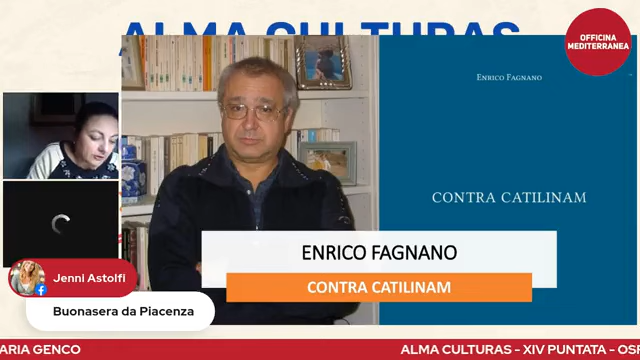 ALMA CULTURAS
OFFICINA
MEDITERRANEA
ENRICO FAGNANO
CONTRA CATILINAM
ENRICO FAGNANO
CONTRA CATILINAM
Jenni Astolfi
Buonasera da Piacenza
ARIA GENCO
ALMA CULTURAS - XIV PUNTATA - OSP